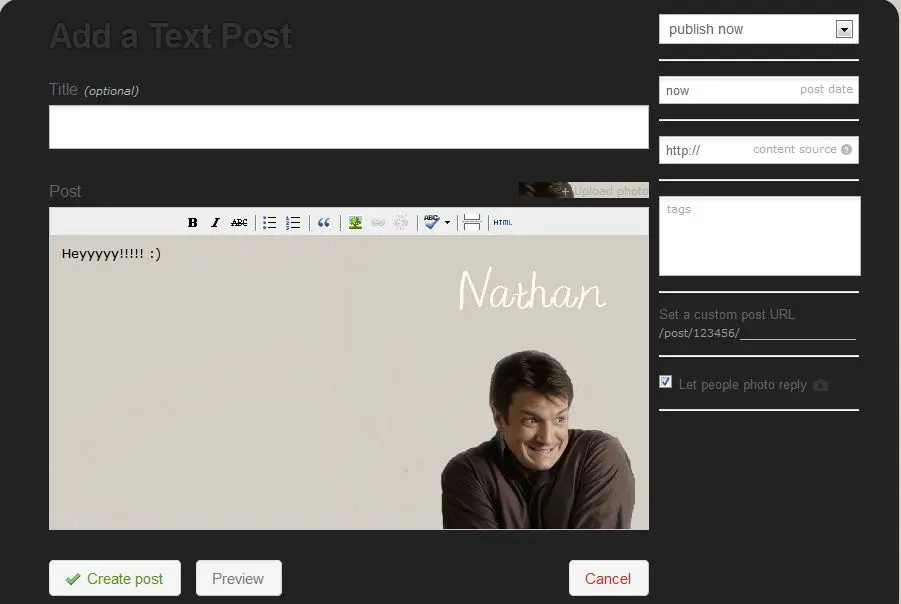 Add a Text Post
publish now
Title (optional)
now post date
http:// content source ?
Post
+ Upload photo
tags
B I ABC “ ABC HTML
Heyyyyy!!!!! :)
Nathan
Set a custom post URL
/post/123456/
Let people photo reply
Create post Preview Cancel